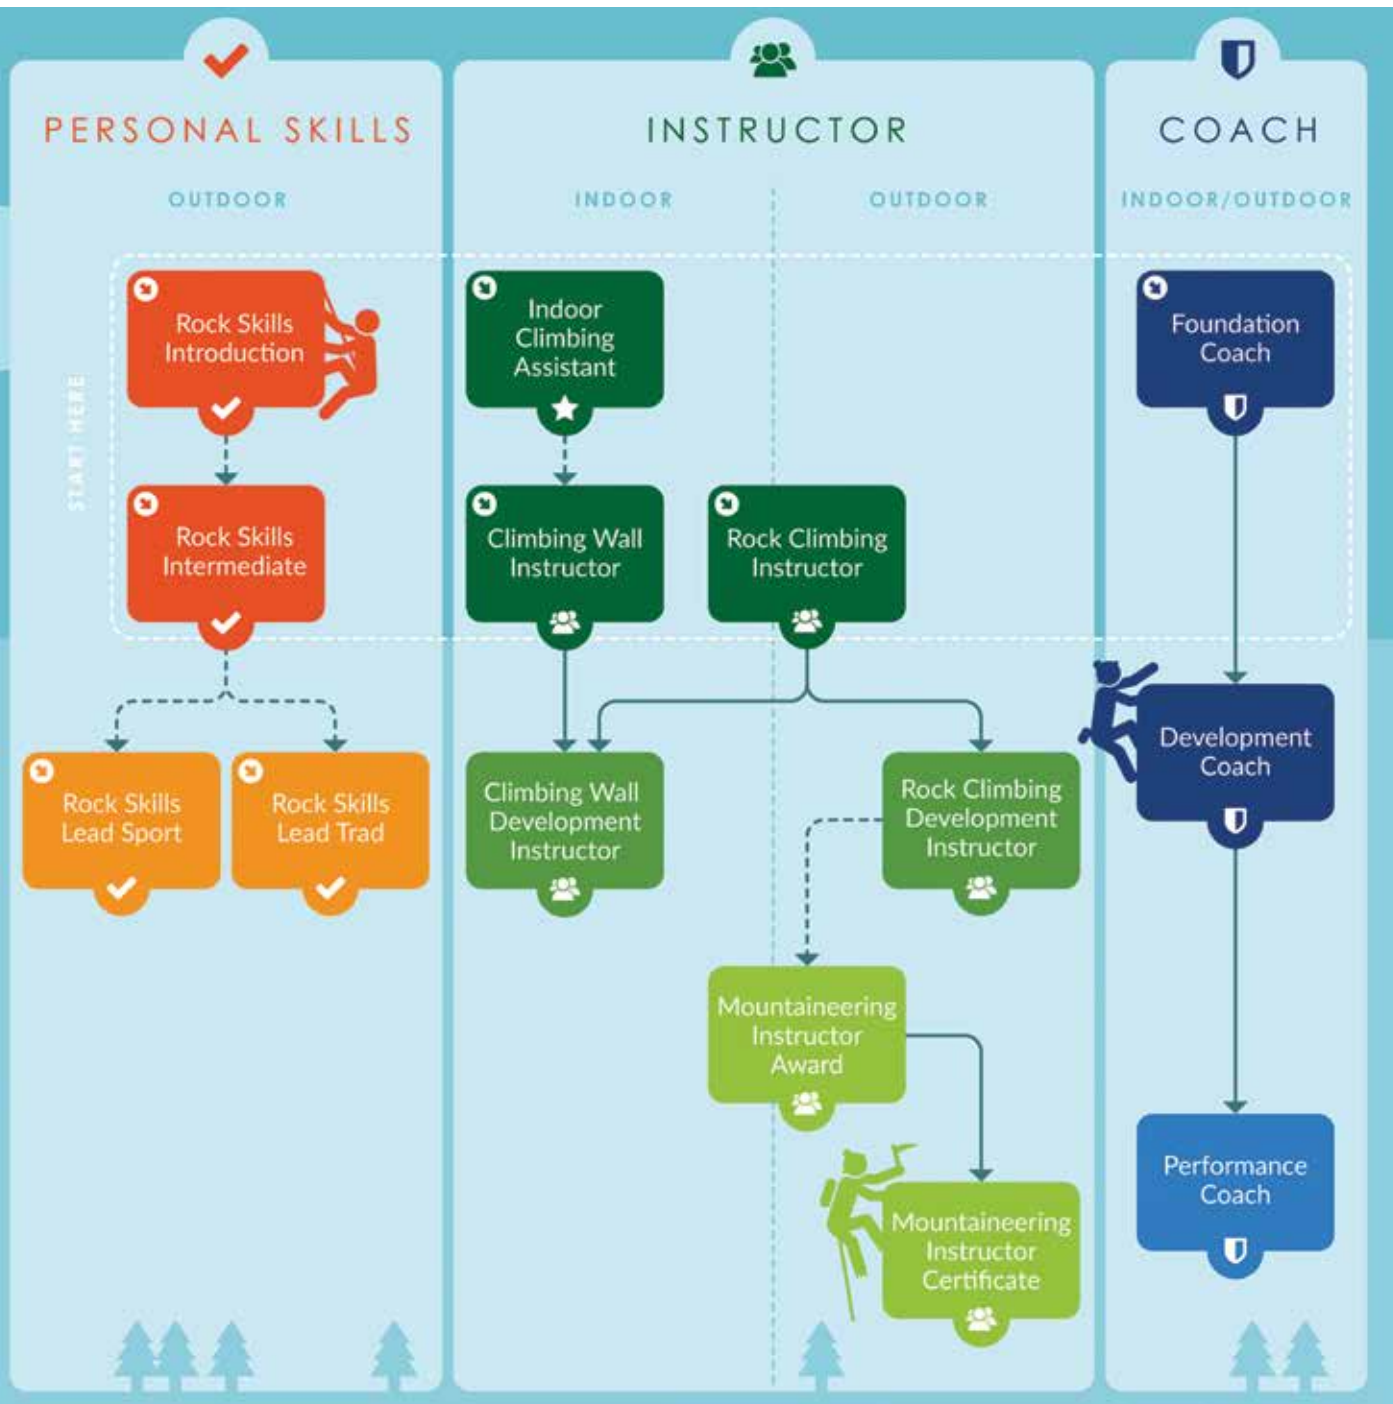 PERSONAL SKILLS
OUTDOOR
INSTRUCTOR
INDOOR
OUTDOOR
COACH
INDOOR/OUTDOOR
START HERE
Rock Skills
Introduction
Indoor
Climbing
Assistant
Foundation
Coach
Rock Skills
Intermediate
Climbing Wall
Instructor
Rock Climbing
Instructor
Rock Skills
Lead Sport
Rock Skills
Lead Trad
Climbing Wall
Development
Instructor
Rock Climbing
Development
Instructor
Development
Coach
Mountaineering
Instructor
Award
Mountaineering
Instructor
Certificate
Performance
Coach